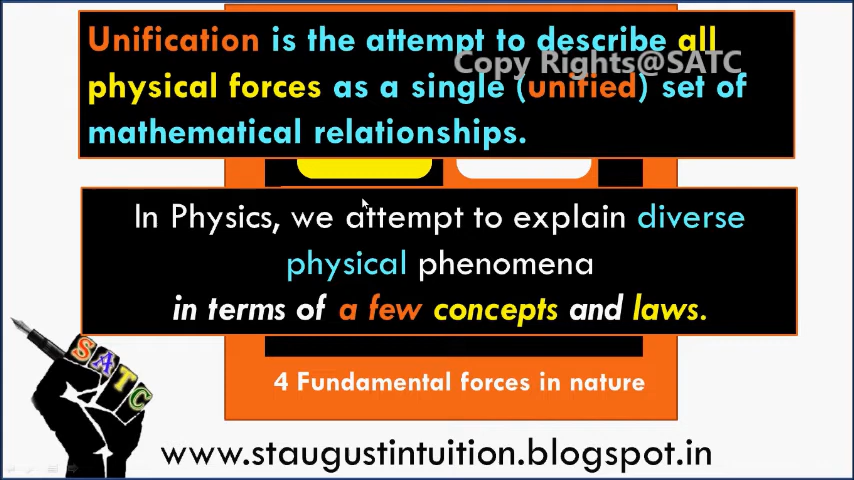 Unification is the attempt to describe all
Copy Rights@SATC
physical forces as a single (unified) set of
mathematical relationships.
In Physics, we attempt to explain diverse
physical phenomena
in terms of a few concepts and laws.
4 Fundamental forces in nature
SATC
www.staugustintuition.blogspot.in